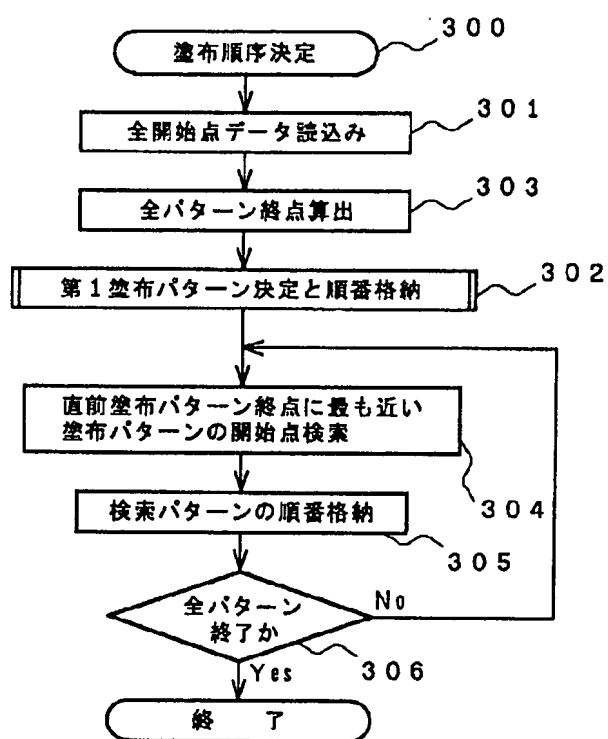 塗布順序決定
300
全開始点データ読込み
301
全パターン終点算出
303
第1塗布パターン決定と順番格納
302
直前塗布パターン終点に最も近い
塗布パターンの開始点検索
304
検索パターンの順番格納
305
全パターン
終了か
No
306
Yes
終 了